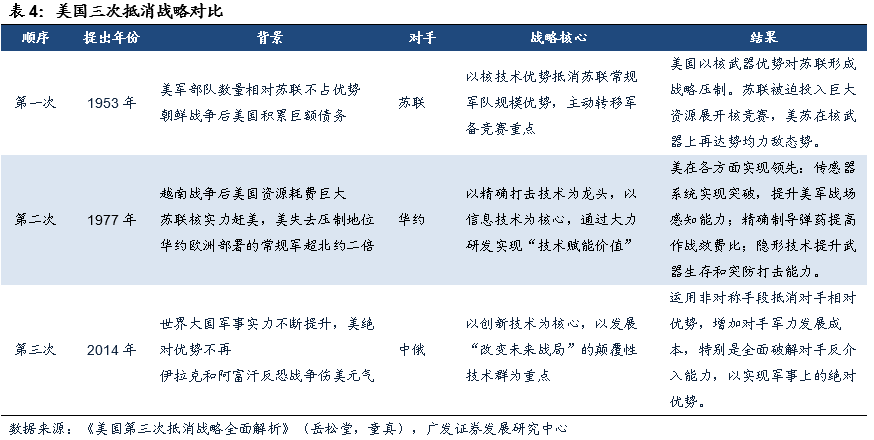 表4：美国三次抵消战略对比
顺序 提出年份 背景 对手 战略核心 结果
第一次 1953 年 美军部队数量相对苏联不占优势
朝鲜战争后美国积累巨额债务 苏联 以核技术优势抵消苏联常规
军队规模优势，主动转移军
备竞赛重点 美国以核武器优势对苏联形成
战略压制。苏联被迫投入巨大
资源展开核竞赛，美苏在核武
器上再达势均力敌态势。
第二次 1977 年 越南战争后美国资源耗费巨大
苏联核实力赶美，美失去压制地位
华约欧洲部署的常规军超北约二倍 华约 以精确打击技术为龙头，以
信息技术为核心，通过大力
研发实现“技术赋能价值” 美在各方面实现领先：传感器
系统实现突破，提升美军战场
感知能力；精确制导弹药提高
作战效费比；隐形技术提升武
器生存和突防打击能力。
第三次 2014 年 世界大国军事实力不断提升，美绝
对优势不再
伊拉克和阿富汗反恐战争伤美元气 中俄 以创新技术为核心，以发展
“改变未来战局”的颠覆性
技术群为重点 运用非对称手段抵消对手相对
优势，增加对手军力发展成
本，特别是全面破解对手反介
入能力，以实现军事上的绝对
优势。
数据来源：《美国第三次抵消战略全面解析》（岳松堂，童真），广发证券发展研究中心